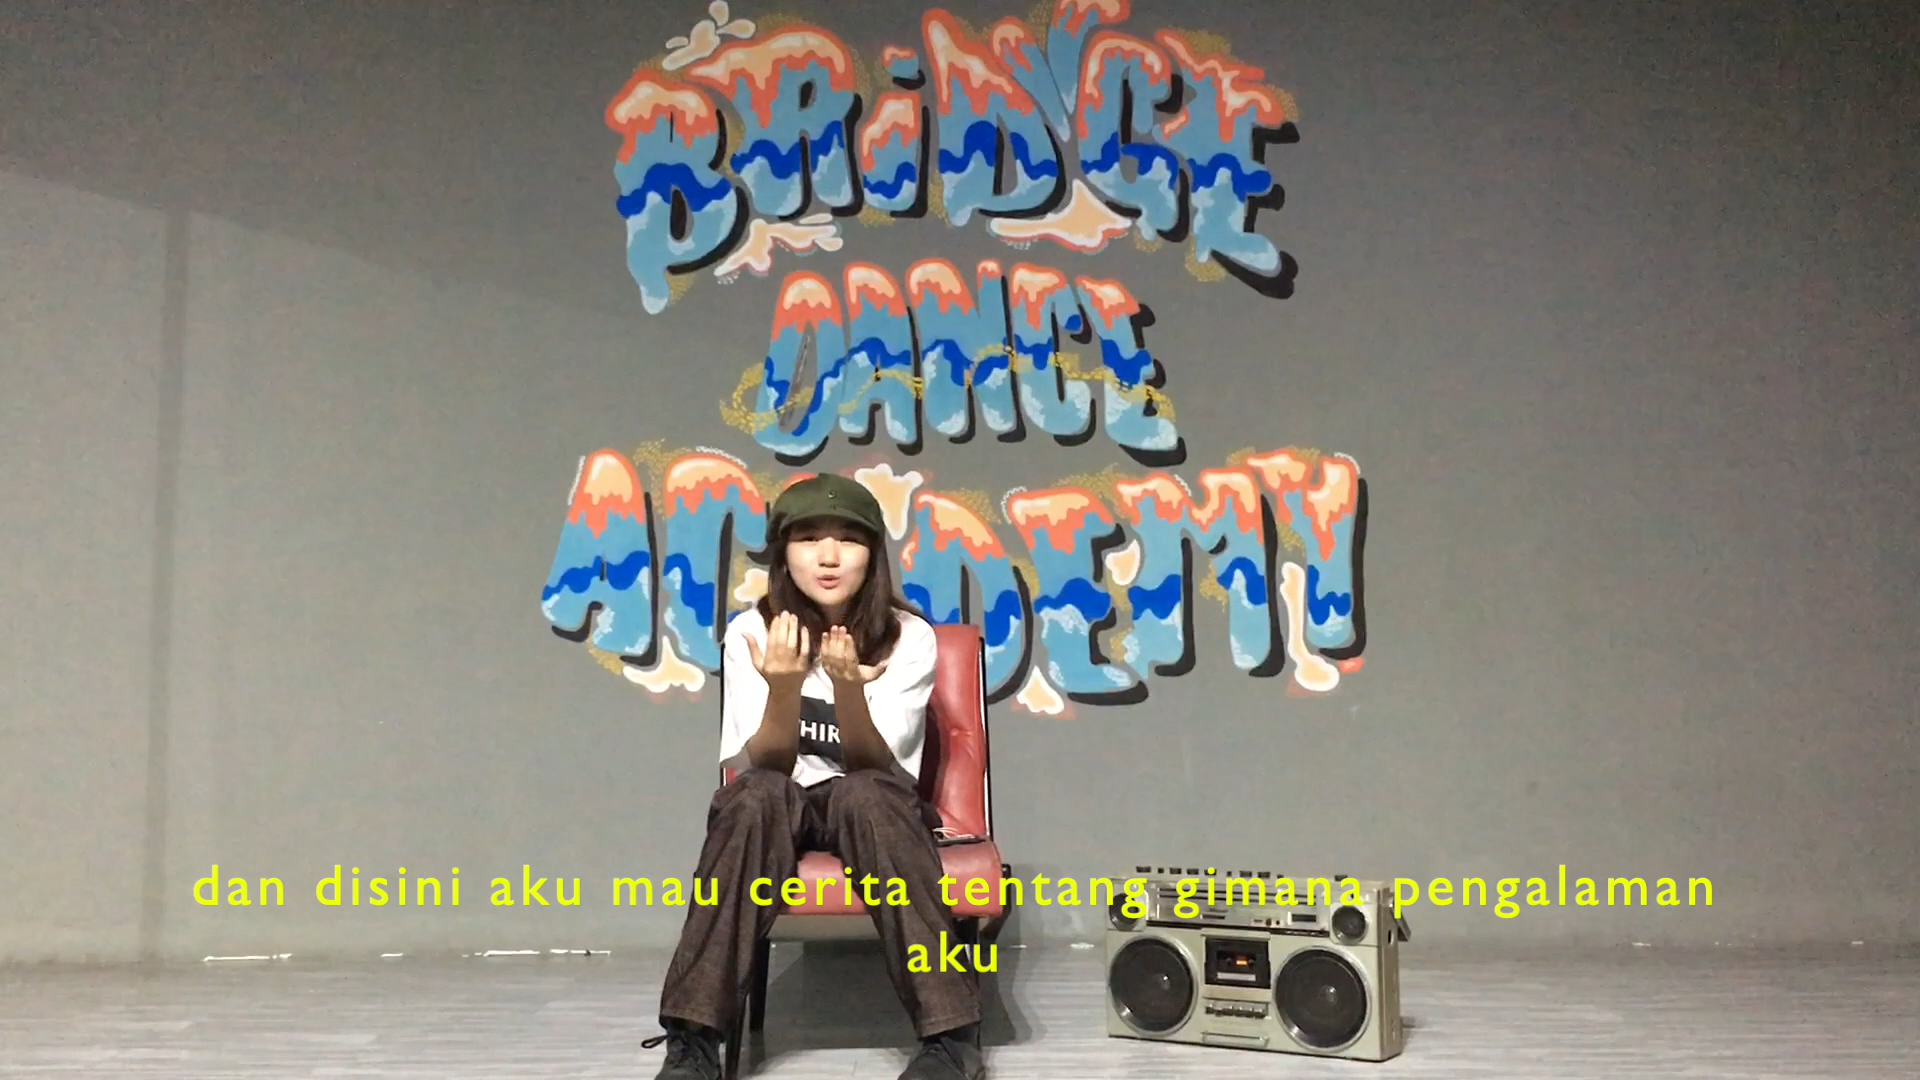 BRiDGE
DANCE
ACADEMY
HIR
dan disini aku mau cerita tentang gimana pengalaman
aku